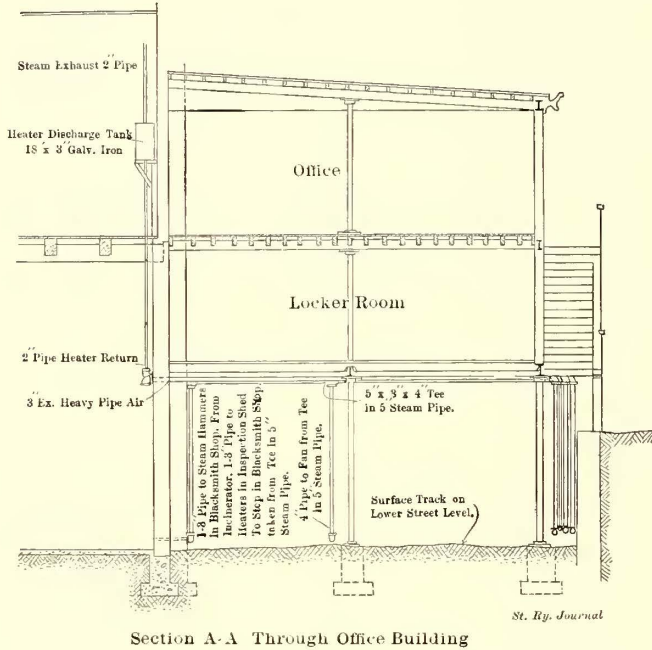 Steam Exhaust 2" Pipe
Heater Discharge Tank
18"x 3" Galv. Iron
Office
Locker Room
2" Pipe Heater Return
3" Ex. Heavy Pipe Air
5" x 3" x 4" Tee
in 5 Steam Pipe.
1-3 Pipe to Steam Hammers
In Blacksmith Shop. From
Incinerator. 1-3" Pipe to
Heaters in Inspection Shed
To Stop in Blacksmith Shop.
taken from Tee in 5"
Steam Pipe.
4" Pipe to Fan from Tee
in 5 Steam Pipe.
Surface Track on
Lower Street Level.
St. Ry. Journal
Section A-A Through Office Building